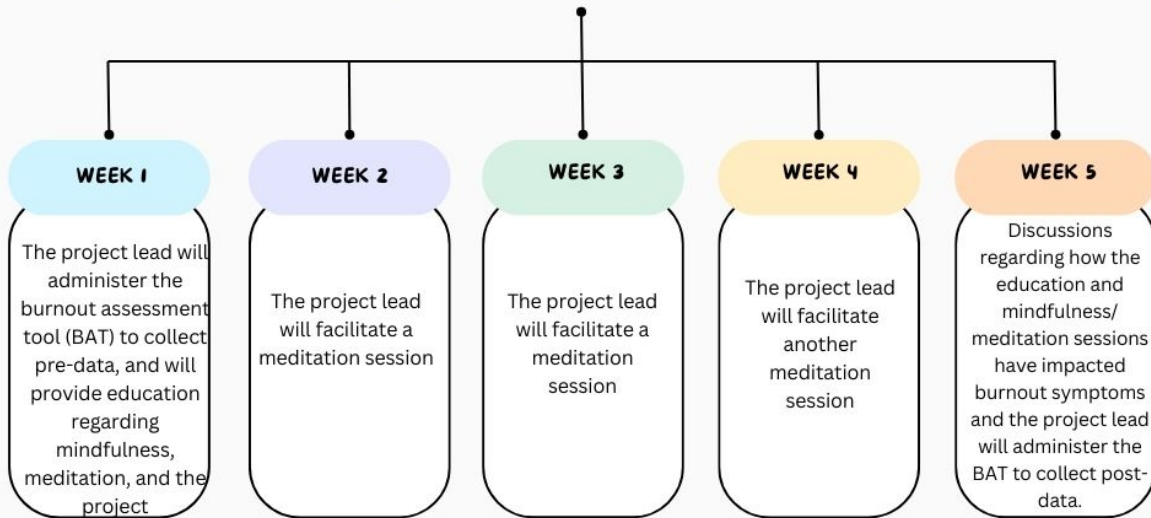 WEEK 1
The project lead will
administer the
burnout assessment
tool (BAT) to collect
pre-data, and will
provide education
regarding
mindfulness,
meditation, and the
project
WEEK 2
The project lead
will facilitate a
meditation session
WEEK 3
The project lead
will facilitate a
meditation
session
WEEK 4
The project lead
will facilitate
another
meditation
session
WEEK 5
Discussions
regarding how the
education and
mindfulness/
meditation sessions
have impacted
burnout symptoms
and the project lead
will administer the
BAT to collect post-
data.